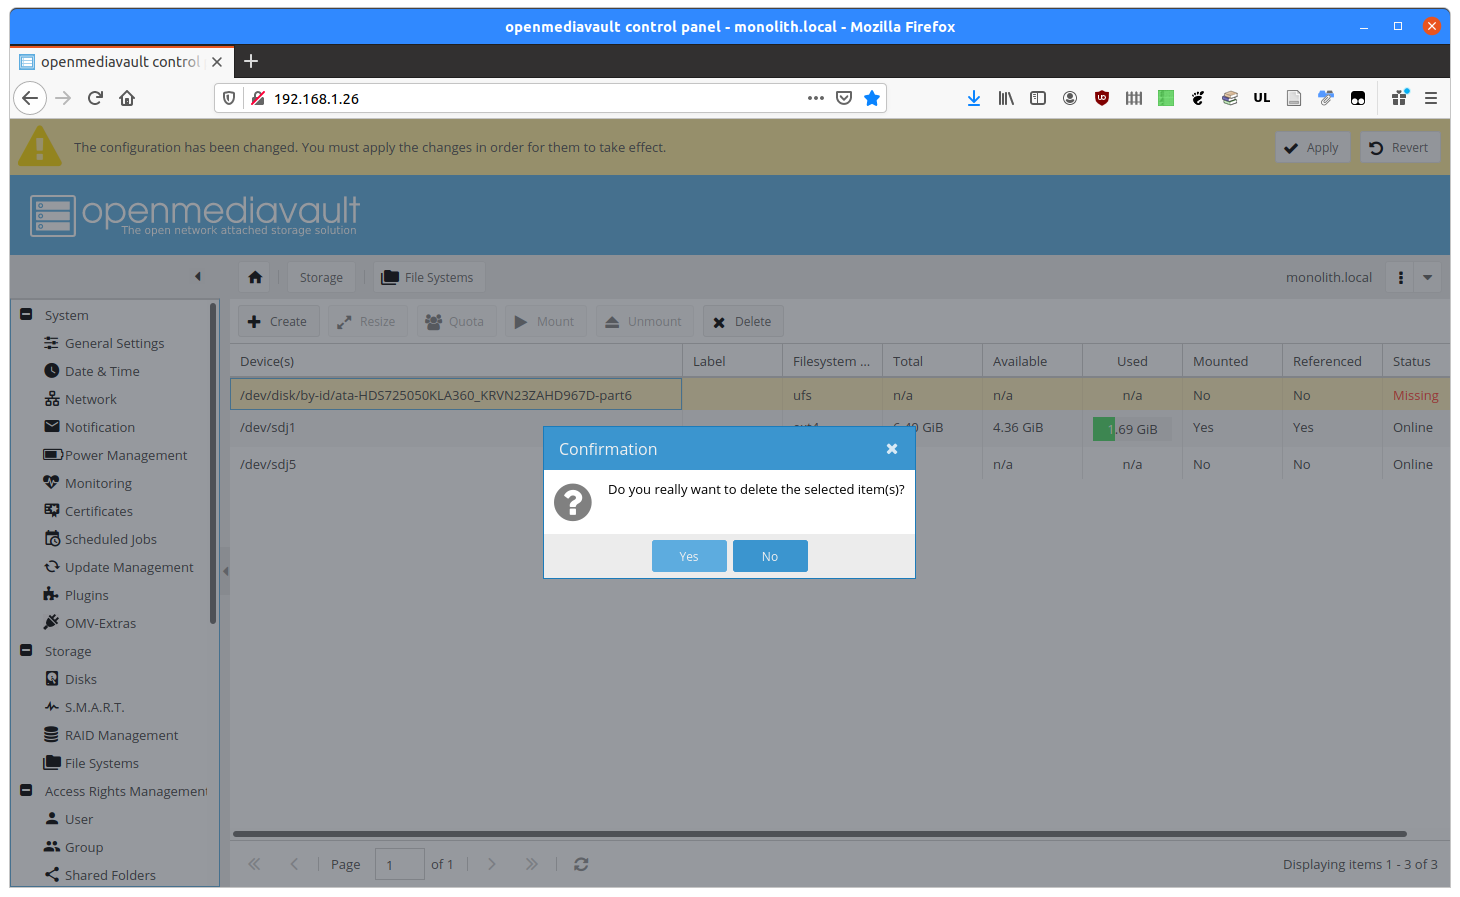 openmediavault control panel - monolith.local - Mozilla Firefox
openmediavault control
192.168.1.26
UL
The configuration has been changed. You must apply the changes in order for them to take effect.
Apply
Revert
openmediavault
The open network attached storage solution
Storage
File Systems
monolith.local
System
General Settings
Date & Time
Network
Notification
Power Management
Monitoring
Certificates
Scheduled Jobs
Update Management
Plugins
OMV-Extras
Storage
Disks
S.M.A.R.T.
RAID Management
File Systems
Access Rights Management
User
Group
Shared Folders
Create
Resize
Quota
Mount
Unmount
Delete
Device(s) Label Filesystem ... Total Available Used Mounted Referenced Status
/dev/disk/by-id/ata-HDS725050KLA360_KRVN23ZAHD967D-part6 ufs n/a n/a n/a No No Missing
/dev/sdj1 GiB 4.36 GiB 1.69 GiB Yes Yes Online
/dev/sdj5 n/a n/a No No Online
Confirmation
Do you really want to delete the selected item(s)?
Yes
No
Page 1 of 1
Displaying items 1 - 3 of 3